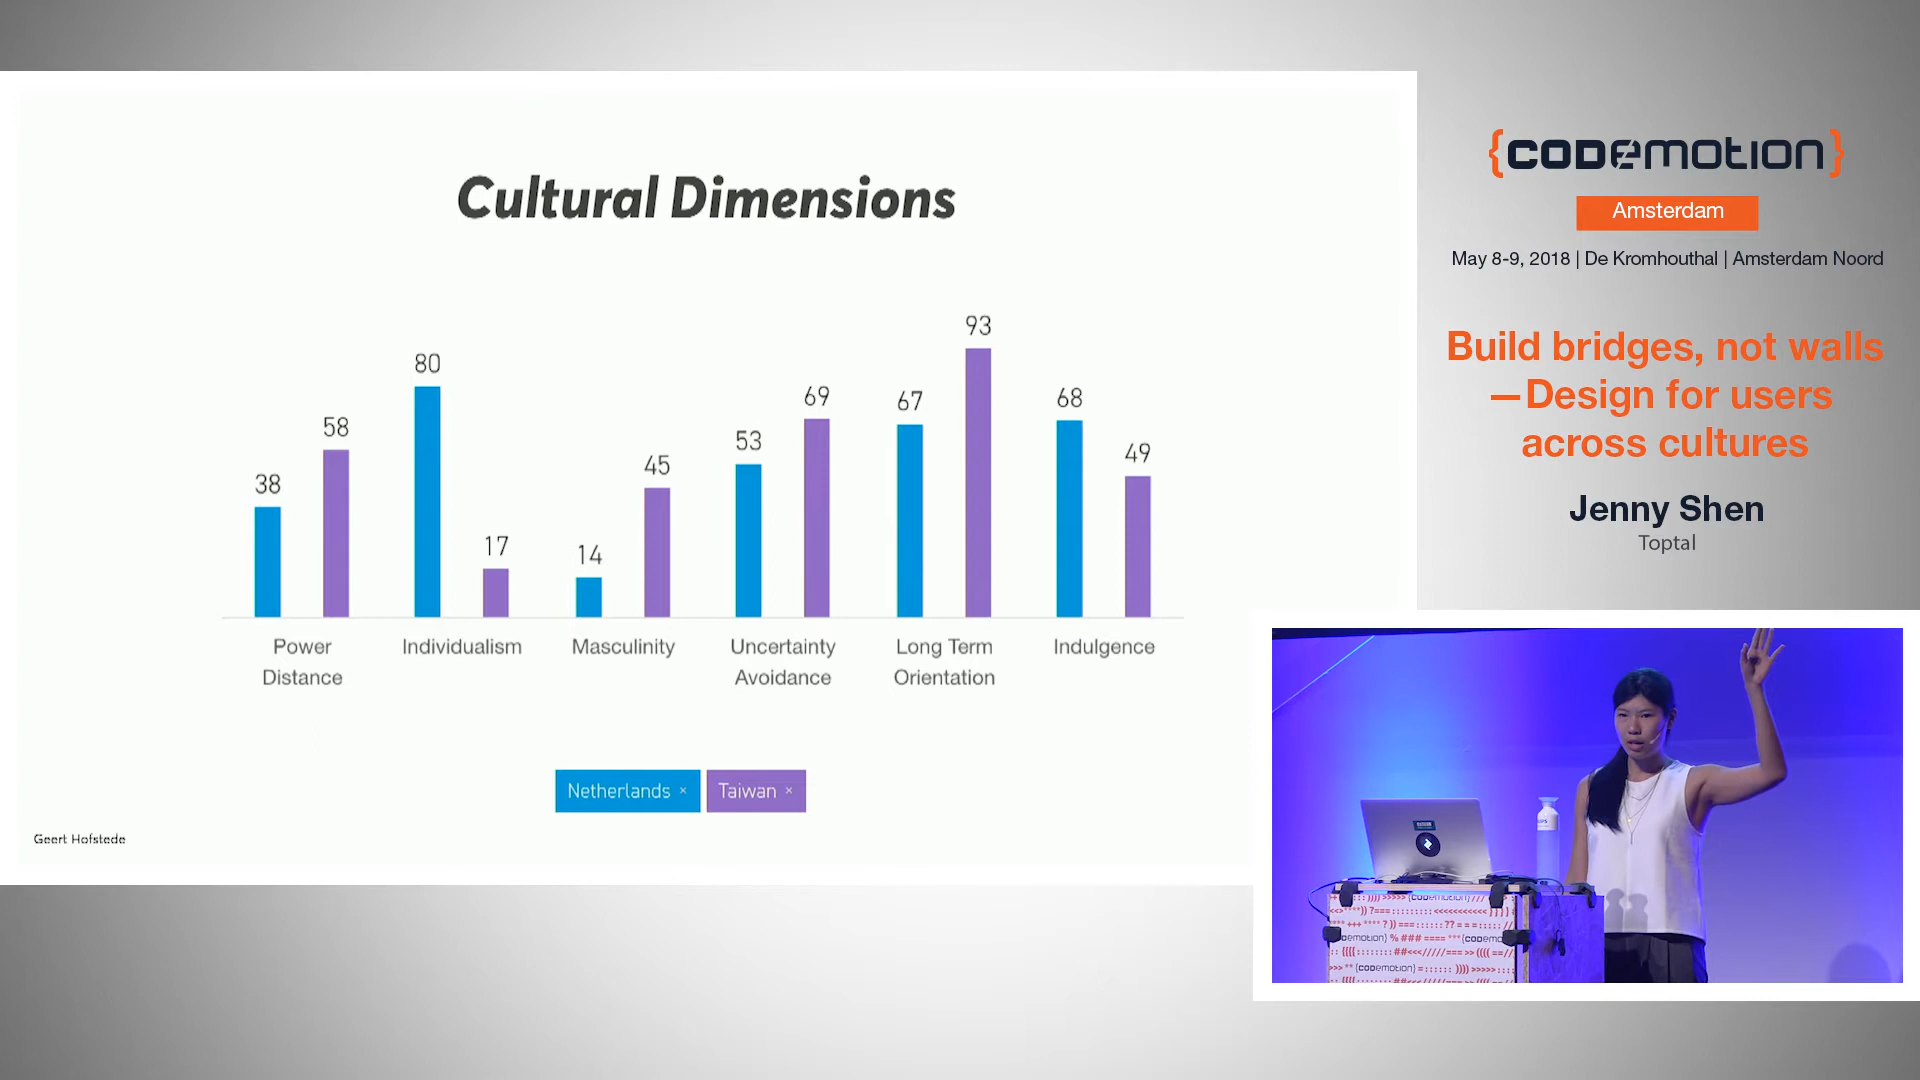 Cultural Dimensions
38 58 80 17 14 45 53 69 67 93 68 49
Power Distance
Individualism
Masculinity
Uncertainty Avoidance
Long Term Orientation
Indulgence
Netherlands ×
Taiwan ×
Geert Hofstede
{CODEMOTION}
Amsterdam
May 8-9, 2018 | De Kromhouthal | Amsterdam Noord
Build bridges, not walls
—Design for users
across cultures
Jenny Shen
Toptal